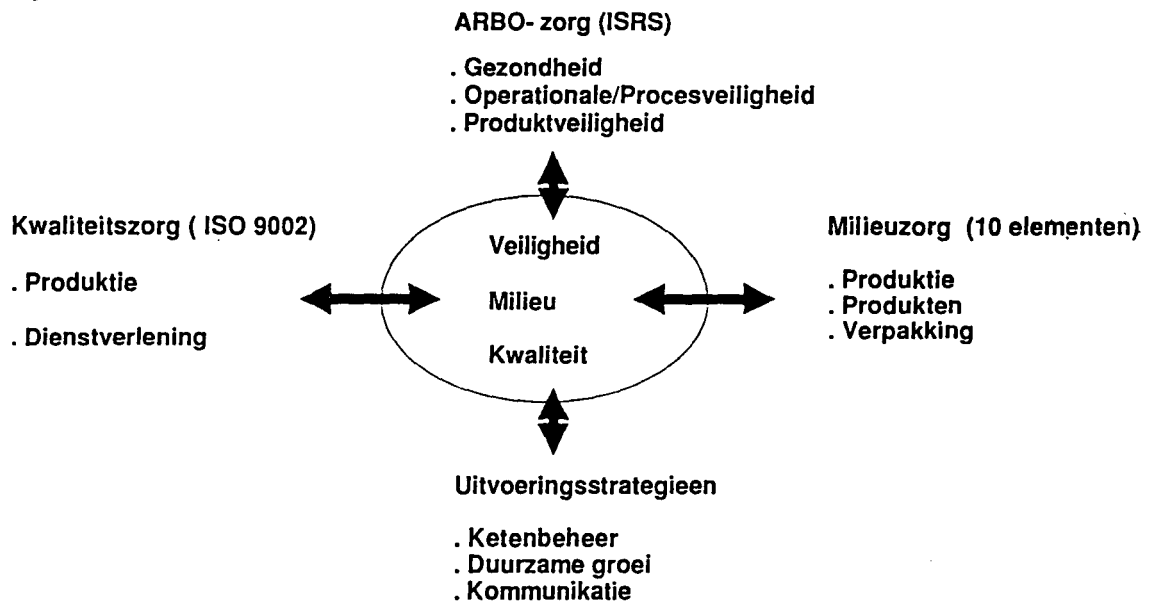 ARBO- zorg (ISRS)
. Gezondheid
. Operationale/Procesveiligheid
. Produktveiligheid
Kwaliteitszorg ( ISO 9002)
. Produktie
. Dienstverlening
Veiligheid
Milieu
Kwaliteit
Milieuzorg (10 elementen)
. Produktie
. Produkten
. Verpakking
Uitvoeringsstrategieen
. Ketenbeheer
. Duurzame groei
. Kommunikatie